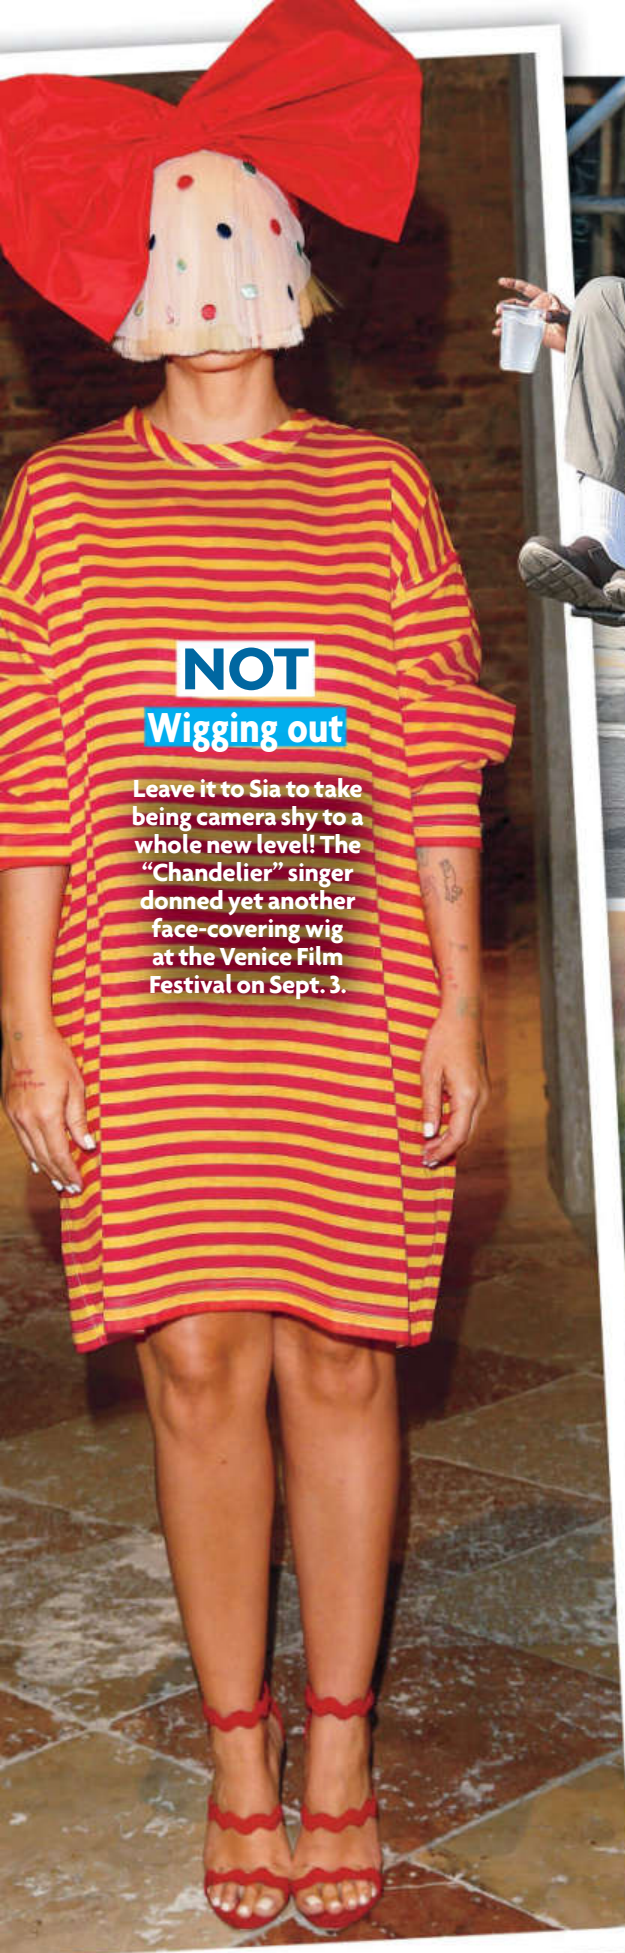 NOT
Wigging out
Leave it to Sia to take
being camera shy to a
whole new level! The
“Chandelier” singer
donned yet another
face-covering wig
at the Venice Film
Festival on Sept. 3.